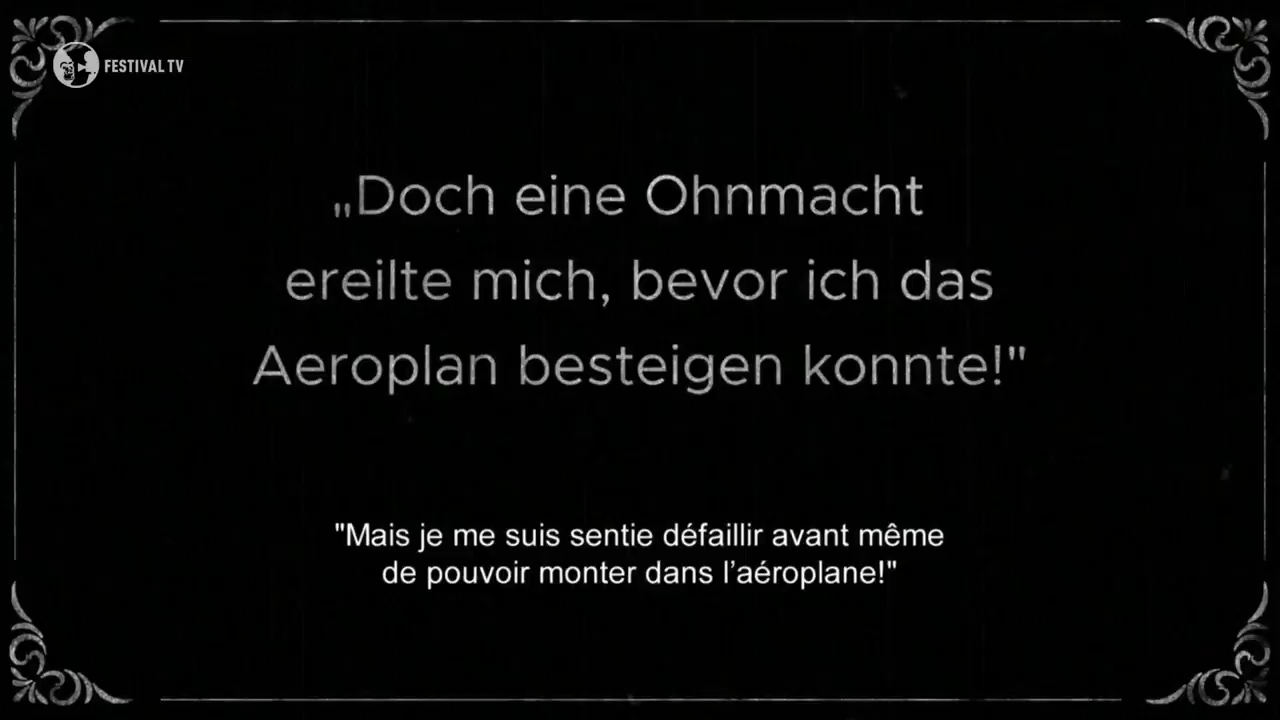 FESTIVAL TV
„Doch eine Ohnmacht
ereilte mich, bevor ich das
Aeroplan besteigen konnte!"
"Mais je me suis sentie défaillir avant même
de pouvoir monter dans l’aéroplane!"